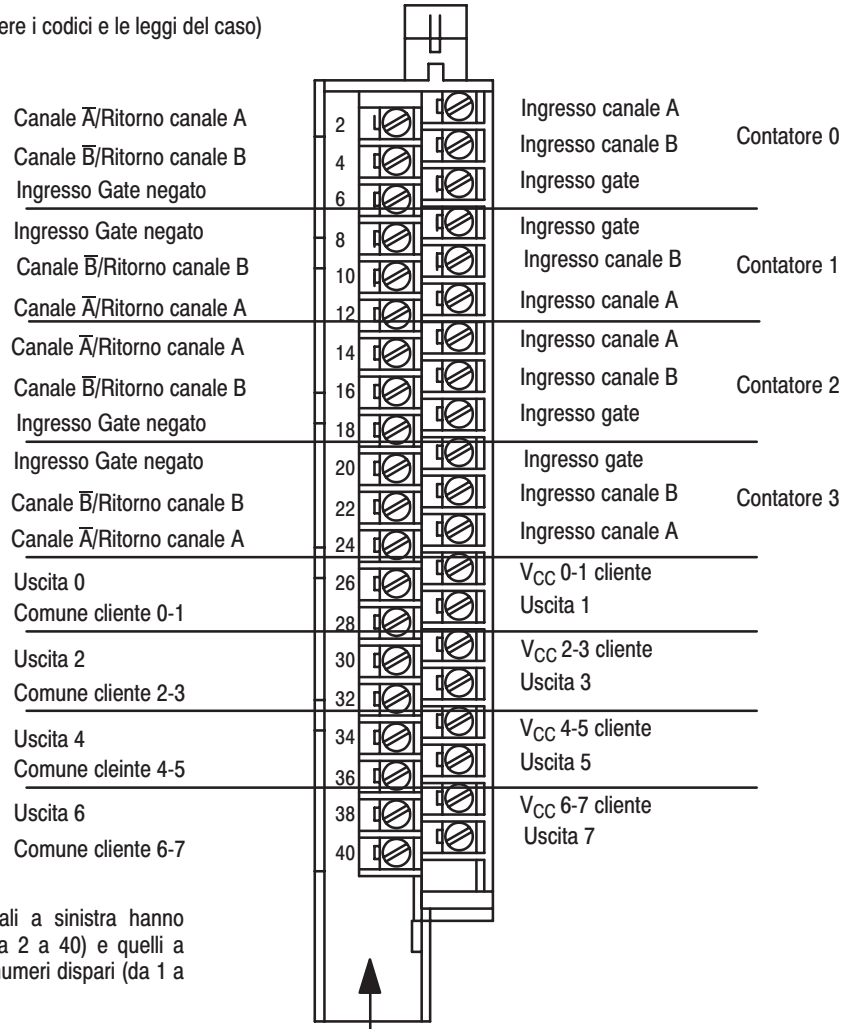 ere i codici e le leggi del caso)
Canale A̅/Ritorno canale A 2 Ingresso canale A
Contatore 0
Canale B̅/Ritorno canale B 4 Ingresso canale B
Ingresso Gate negato 6 Ingresso gate
Ingresso Gate negato 8 Ingresso gate
Canale B̅/Ritorno canale B 10 Ingresso canale B Contatore 1
Canale A̅/Ritorno canale A 12 Ingresso canale A
Canale A̅/Ritorno canale A 14 Ingresso canale A
Canale B̅/Ritorno canale B 16 Ingresso canale B Contatore 2
Ingresso Gate negato 18 Ingresso gate
Ingresso Gate negato 20 Ingresso gate
Canale B̅/Ritorno canale B 22 Ingresso canale B Contatore 3
Canale A̅/Ritorno canale A 24 Ingresso canale A
Uscita 0 26 VCC 0-1 cliente
Comune cliente 0-1 28 Uscita 1
Uscita 2 30 VCC 2-3 cliente
Comune cliente 2-3 32 Uscita 3
Uscita 4 34 VCC 4-5 cliente
Comune cleinte 4-5 36 Uscita 5
Uscita 6 38 VCC 6-7 cliente
Comune cliente 6-7 40 Uscita 7
ali a sinistra hanno
a 2 a 40) e quelli a
numeri dispari (da 1 a